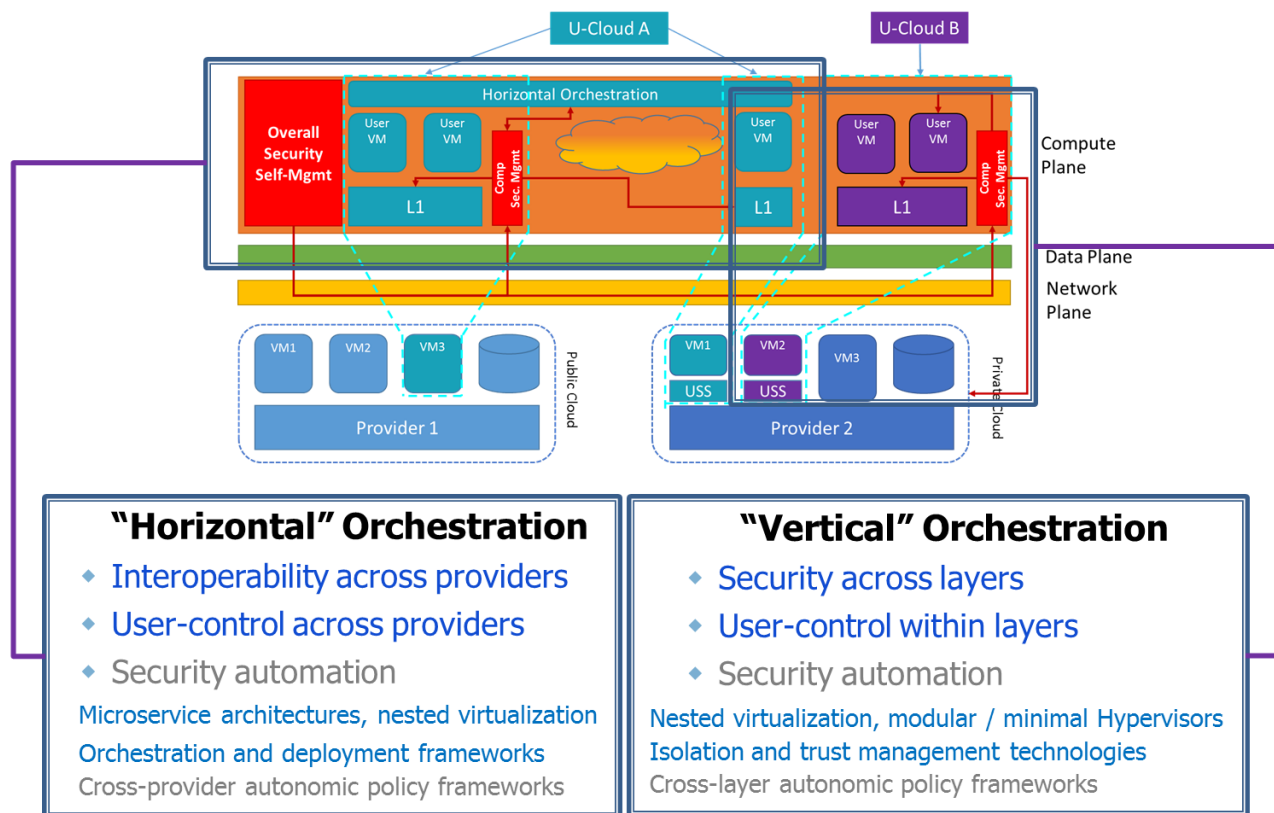 U-Cloud A
U-Cloud B
Horizontal Orchestration
Overall
Security
Self-Mgmt
User
VM
User
VM
Comp
Sec. Mgmt
L1
User
VM
L1
User
VM
User
VM
Comp
Sec. Mgmt
L1
Compute
Plane
Data Plane
Network
Plane
VM1
VM2
VM3
Public Cloud
Provider 1
VM1
USS
VM2
USS
VM3
Private Cloud
Provider 2
“Horizontal” Orchestration
Interoperability across providers
User-control across providers
Security automation
Microservice architectures, nested virtualization
Orchestration and deployment frameworks
Cross-provider autonomic policy frameworks
“Vertical” Orchestration
Security across layers
User-control within layers
Security automation
Nested virtualization, modular / minimal Hypervisors
Isolation and trust management technologies
Cross-layer autonomic policy frameworks